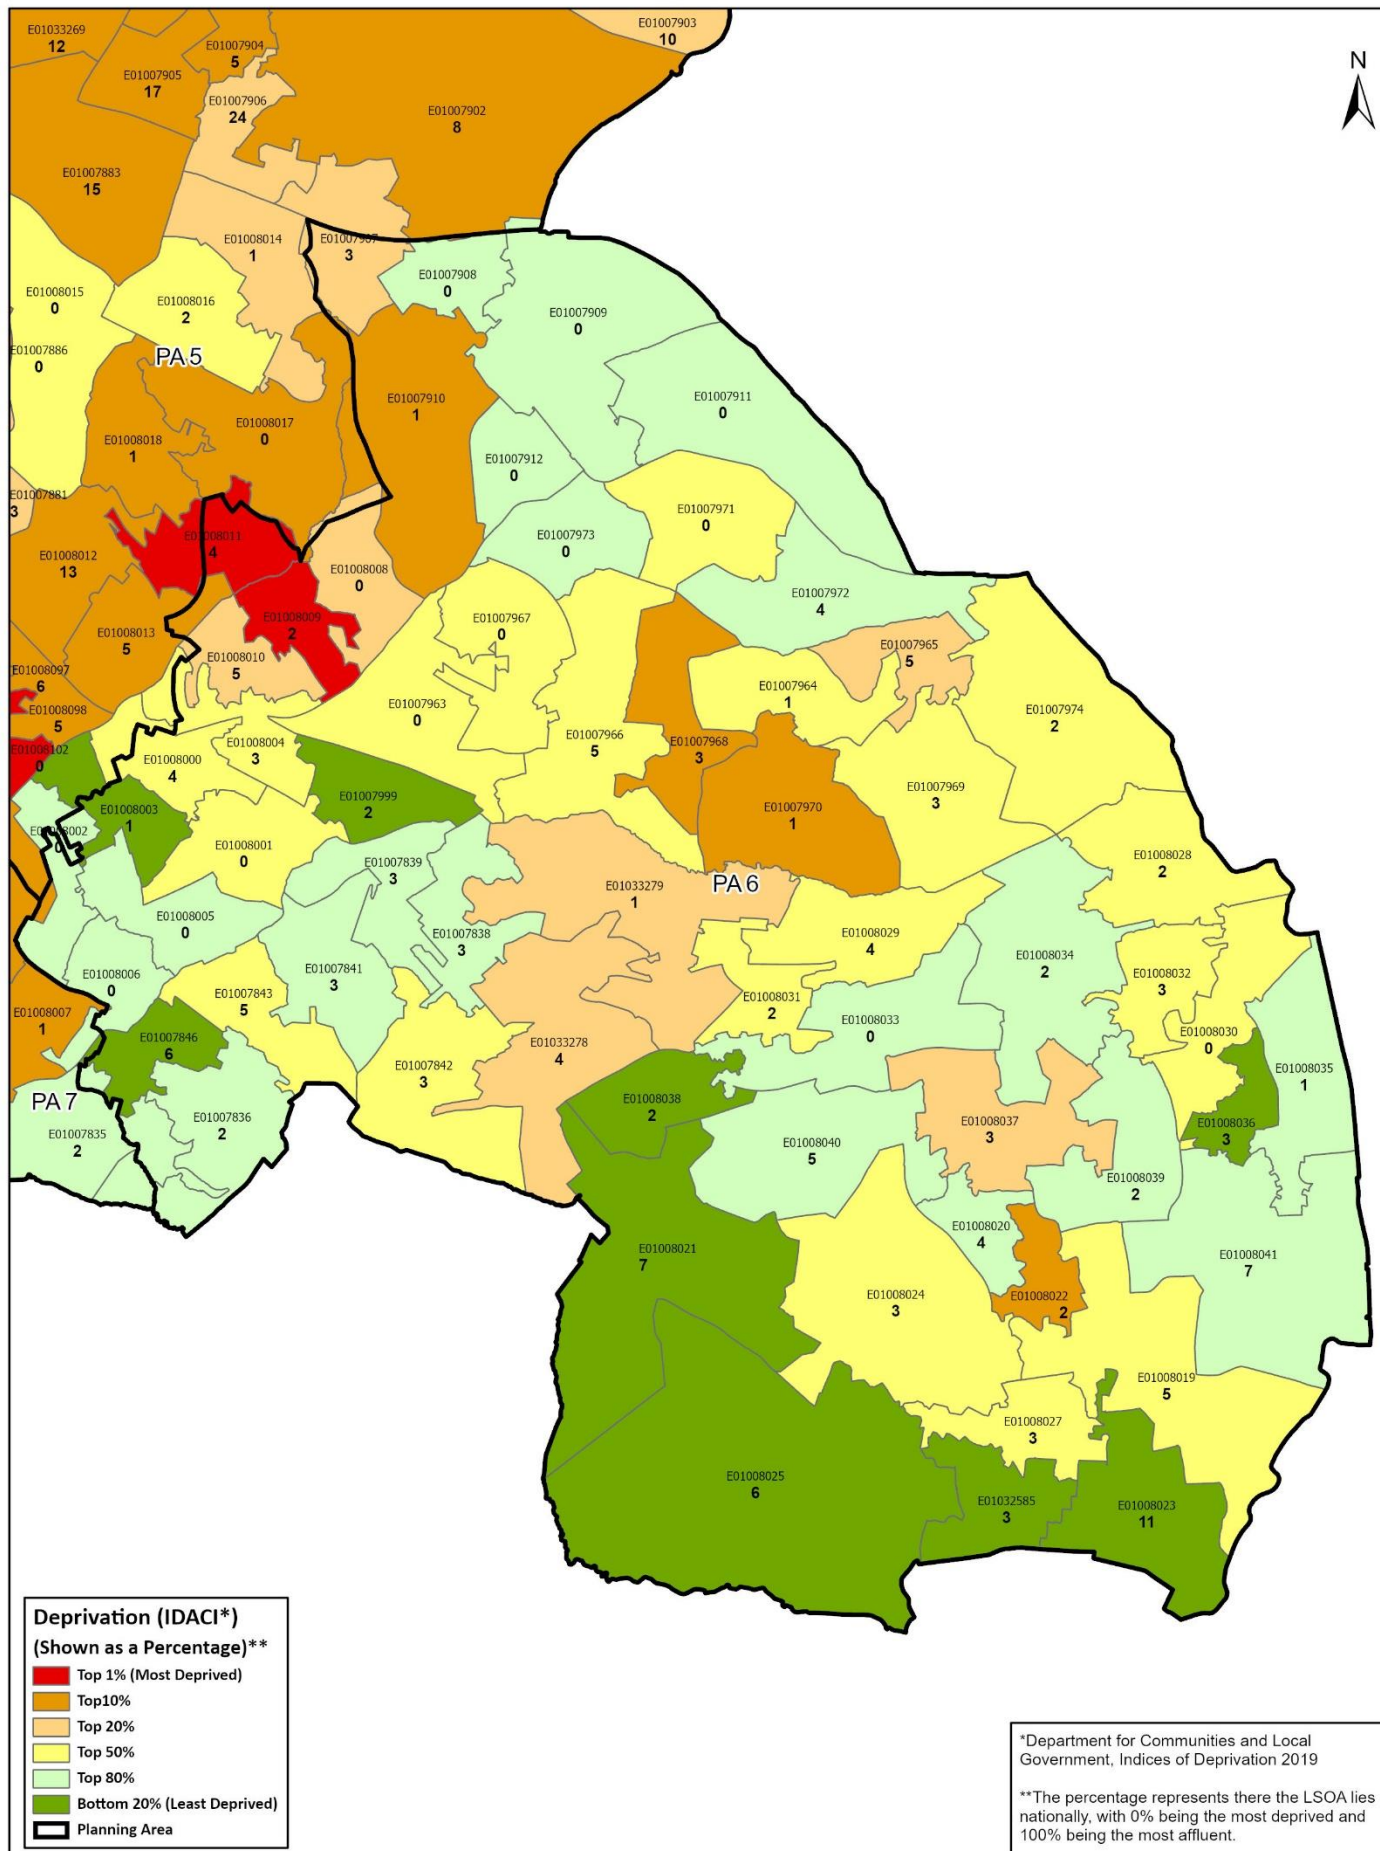 E01033269
12
E01007904
5
E01007903
10
N
E01007905
17
E01007906
24
E01007902
8
E01007883
15
E01008014
1
E01007907
3
E01007908
0
E01008015
0
E01008016
2
E01007909
0
E01007886
0
PA 5
E01007910
1
E01007911
0
E01008018
1
E01008017
0
E01007912
0
E01007881
3
E01007971
0
E01008012
13
E01008011
4
E01008008
0
E01007973
0
E01007972
4
E01008013
5
E01008009
2
E01007967
0
E01008010
5
E01007965
5
E01008097
6
E01008098
5
E01007963
0
E01007964
1
E01007974
2
E01008102
0
E01008000
4
E01008004
3
E01007966
5
E01007968
3
E01007999
2
E01007969
3
E01008003
1
E01007970
1
E01008002
0
E01008001
0
E01007839
3
E01008028
2
PA 6
E01033279
1
E01008005
0
E01007838
3
E01008029
4
E01008034
2
E01008006
0
E01007841
3
E01008032
3
E01007843
5
E01008031
2
E01008033
0
E01008007
1
E01007846
6
E01033278
4
E01008030
0
E01007842
3
E01008035
1
PA 7
E01008038
2
E01007836
2
E01008037
3
E01008036
3
E01007835
2
E01008040
5
E01008039
2
E01008020
4
E01008021
7
E01008041
7
E01008024
3
E01008022
2
E01008019
5
E01008027
3
E01008025
6
E01032585
3
E01008023
11
Deprivation (IDACI*)
(Shown as a Percentage)**
Top 1% (Most Deprived)
Top10%
Top 20%
Top 50%
Top 80%
Bottom 20% (Least Deprived)
Planning Area
*Department for Communities and Local
Government, Indices of Deprivation 2019
**The percentage represents there the LSOA lies
nationally, with 0% being the most deprived and
100% being the most affluent.